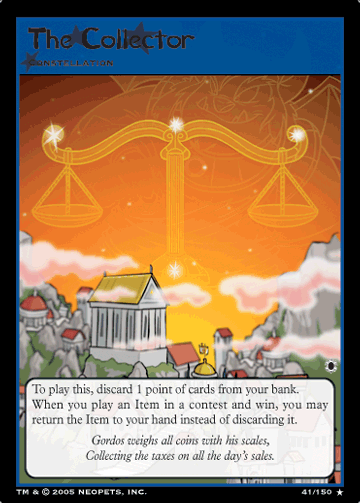 The Collector
Constellation
To play this, discard 1 point of cards from your bank.
When you play an Item in a contest and win, you may
return the Item to your hand instead of discarding it.
Gordos weighs all coins with his scales,
Collecting the taxes on all the day's sales.
TM & © 2005 NEOPETS, INC.
41/150 ★